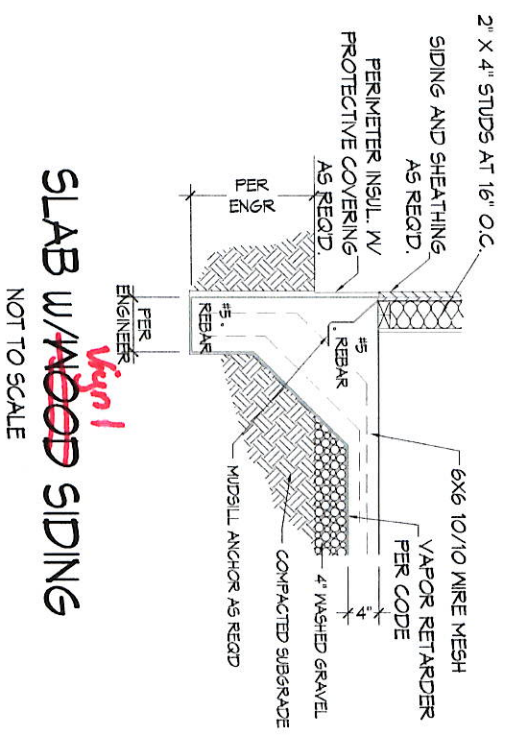 2" X 4" STUDS AT 16" O.C.
SIDING AND SHEATHING
AS REQ'D.
PERIMETER INSUL. W/
PROTECTIVE COVERING
AS REQ'D.
PER
ENGR
PER
ENGINEER
#5
REBAR
#5
REBAR
6X6 10/10 WIRE MESH
VAPOR RETARDER
PER CODE
4"
4" WASHED GRAVEL
COMPACTED SUBGRADE
MUDSILL ANCHOR AS REQ'D
Vinyl
SLAB W/WOOD SIDING
NOT TO SCALE